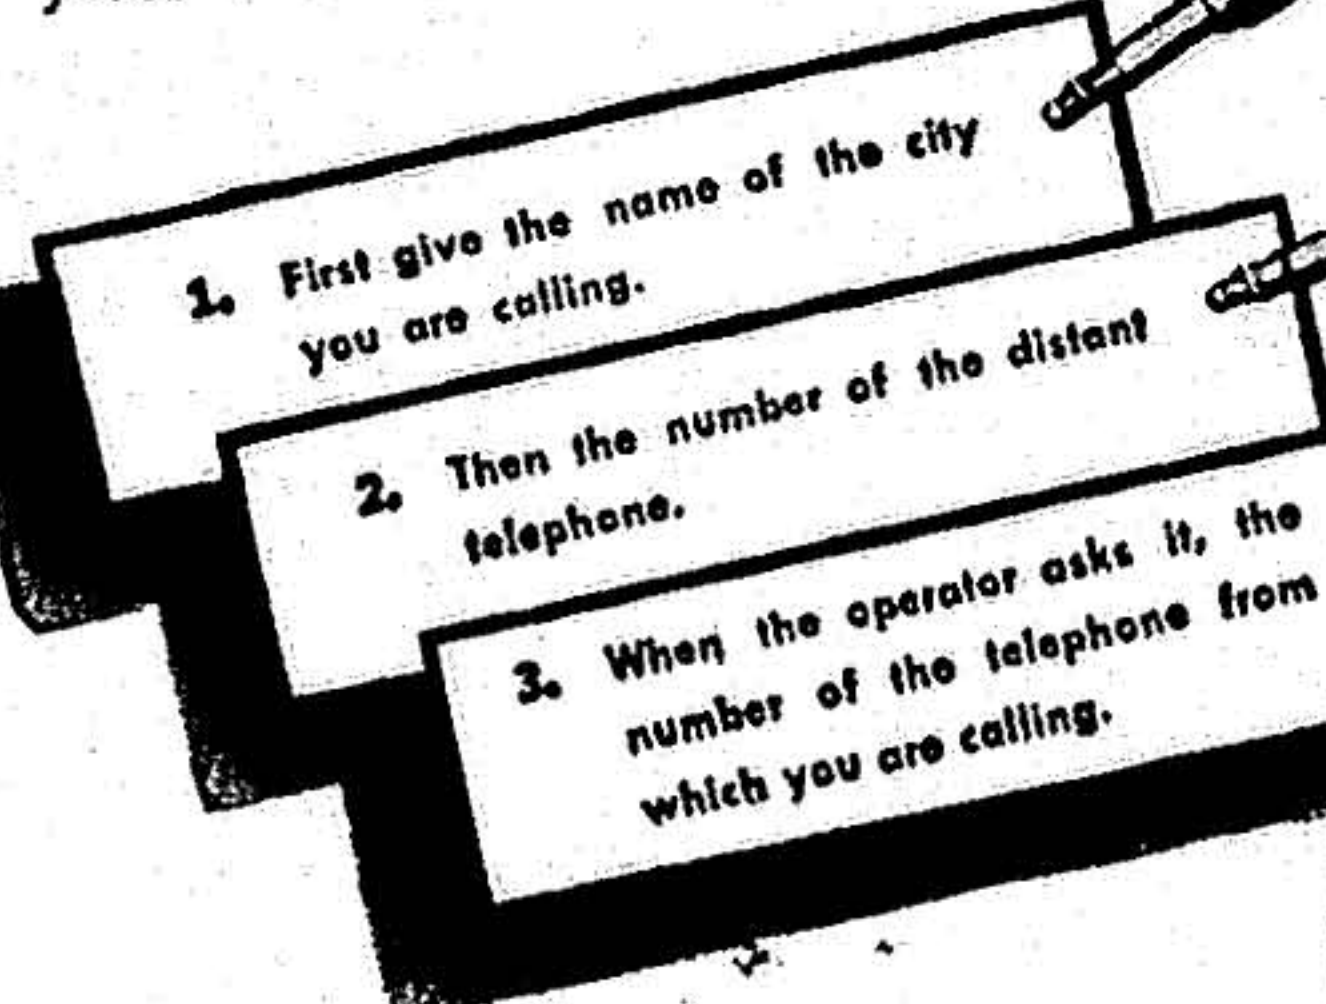 1. First give the name of the city
you are calling.
2. Then the number of the distant
telephone.
3. When the operator asks it, the
number of the telephone from
which you are calling.